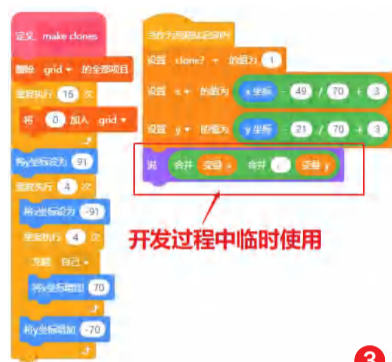 定义 make clones
删除 grid 的全部项目
重复执行 16 次
将 0 加入 grid
将y坐标设为 91
重复执行 4 次
将x坐标设为 -91
重复执行 4 次
克隆 自己
将x坐标增加 70
将y坐标增加 -70
当作为克隆体启动时
设置 clone? 的值为 1
设置 x 的值为 x坐标 - 49 / 70 + 3
设置 y 的值为 y坐标 - 21 / 70 + 3
说 合并 变量 x 合并 , 变量 y
开发过程中临时使用
3